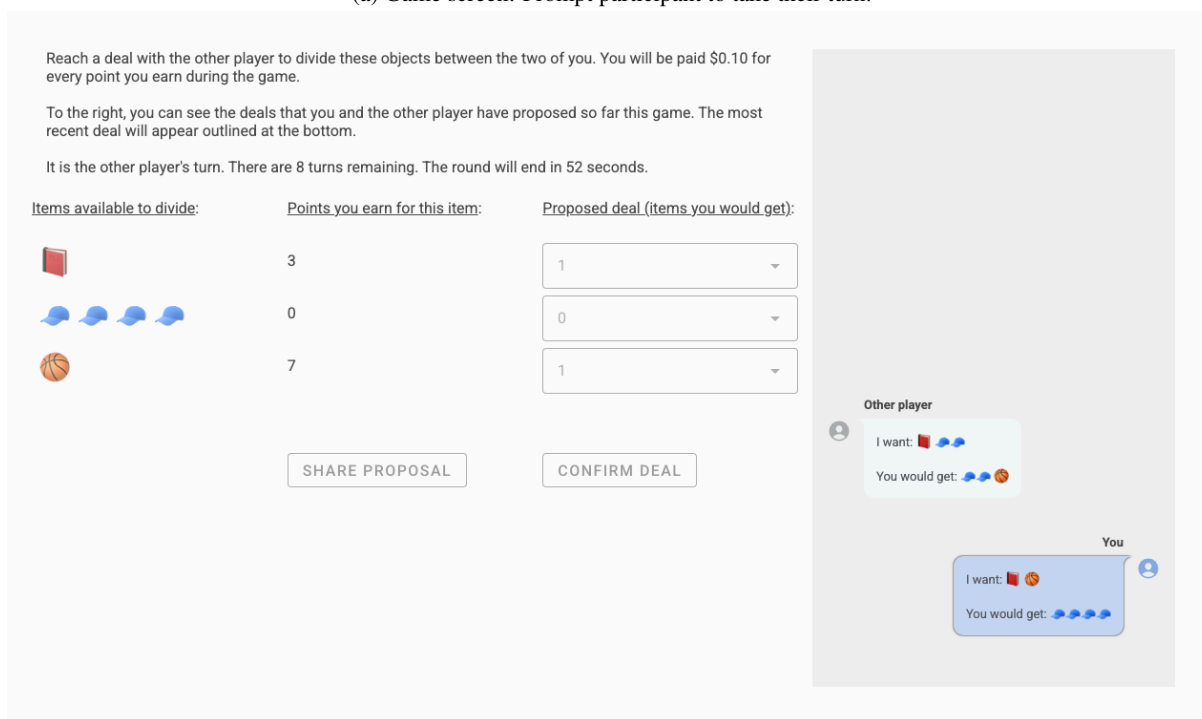 (a) Game screen: Prompt participant to take their turn.
Reach a deal with the other player to divide these objects between the two of you. You will be paid $0.10 for
every point you earn during the game.
To the right, you can see the deals that you and the other player have proposed so far this game. The most
recent deal will appear outlined at the bottom.
It is the other player's turn. There are 8 turns remaining. The round will end in 52 seconds.
Items available to divide:
Points you earn for this item:
Proposed deal (items you would get):
3
1
0
0
7
1
SHARE PROPOSAL
CONFIRM DEAL
Other player
I want:
You would get:
You
I want:
You would get: